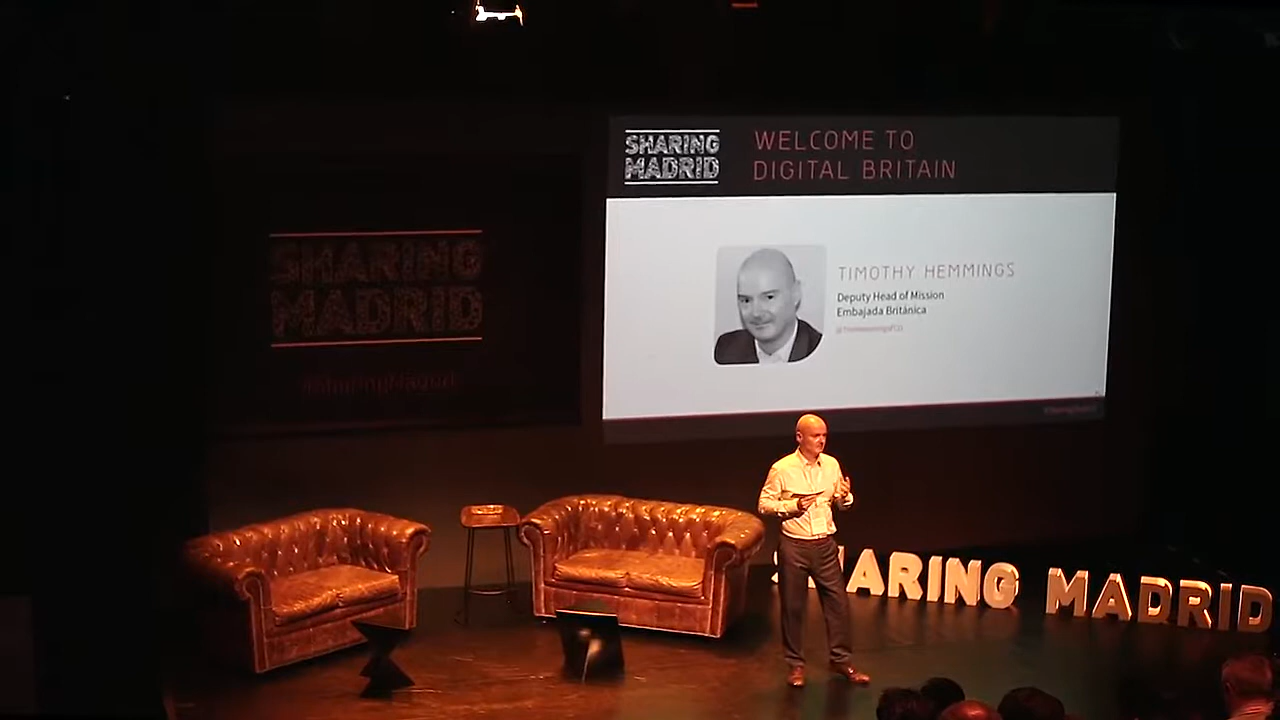 SHARING
MADRID
WELCOME TO
DIGITAL BRITAIN
TIMOTHY HEMMINGS
Deputy Head of Mission
Embajada Británica
SHARING
MADRID
SHARING MADRID